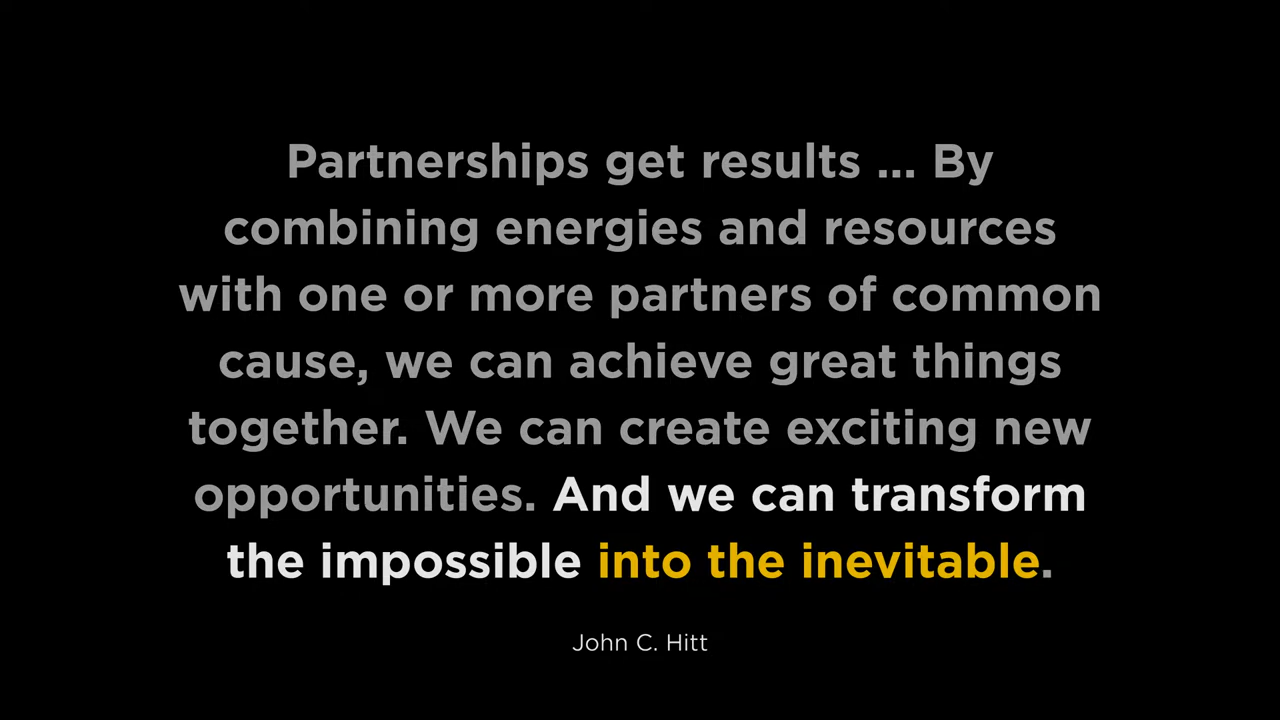 Partnerships get results ... By
combining energies and resources
with one or more partners of common
cause, we can achieve great things
together. We can create exciting new
opportunities. And we can transform
the impossible into the inevitable.
John C. Hitt